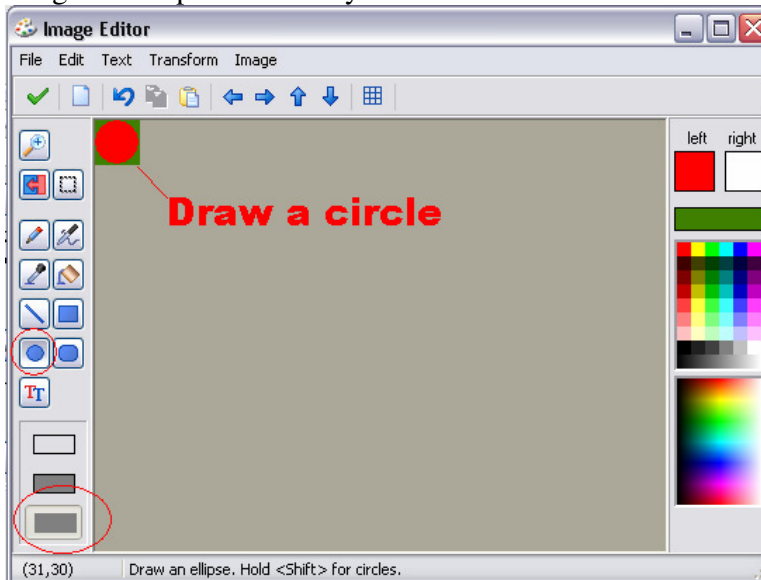 Image Editor
File Edit Text Transform Image
left right
Draw a circle
TT
(31,30) Draw an ellipse. Hold <Shift> for circles.